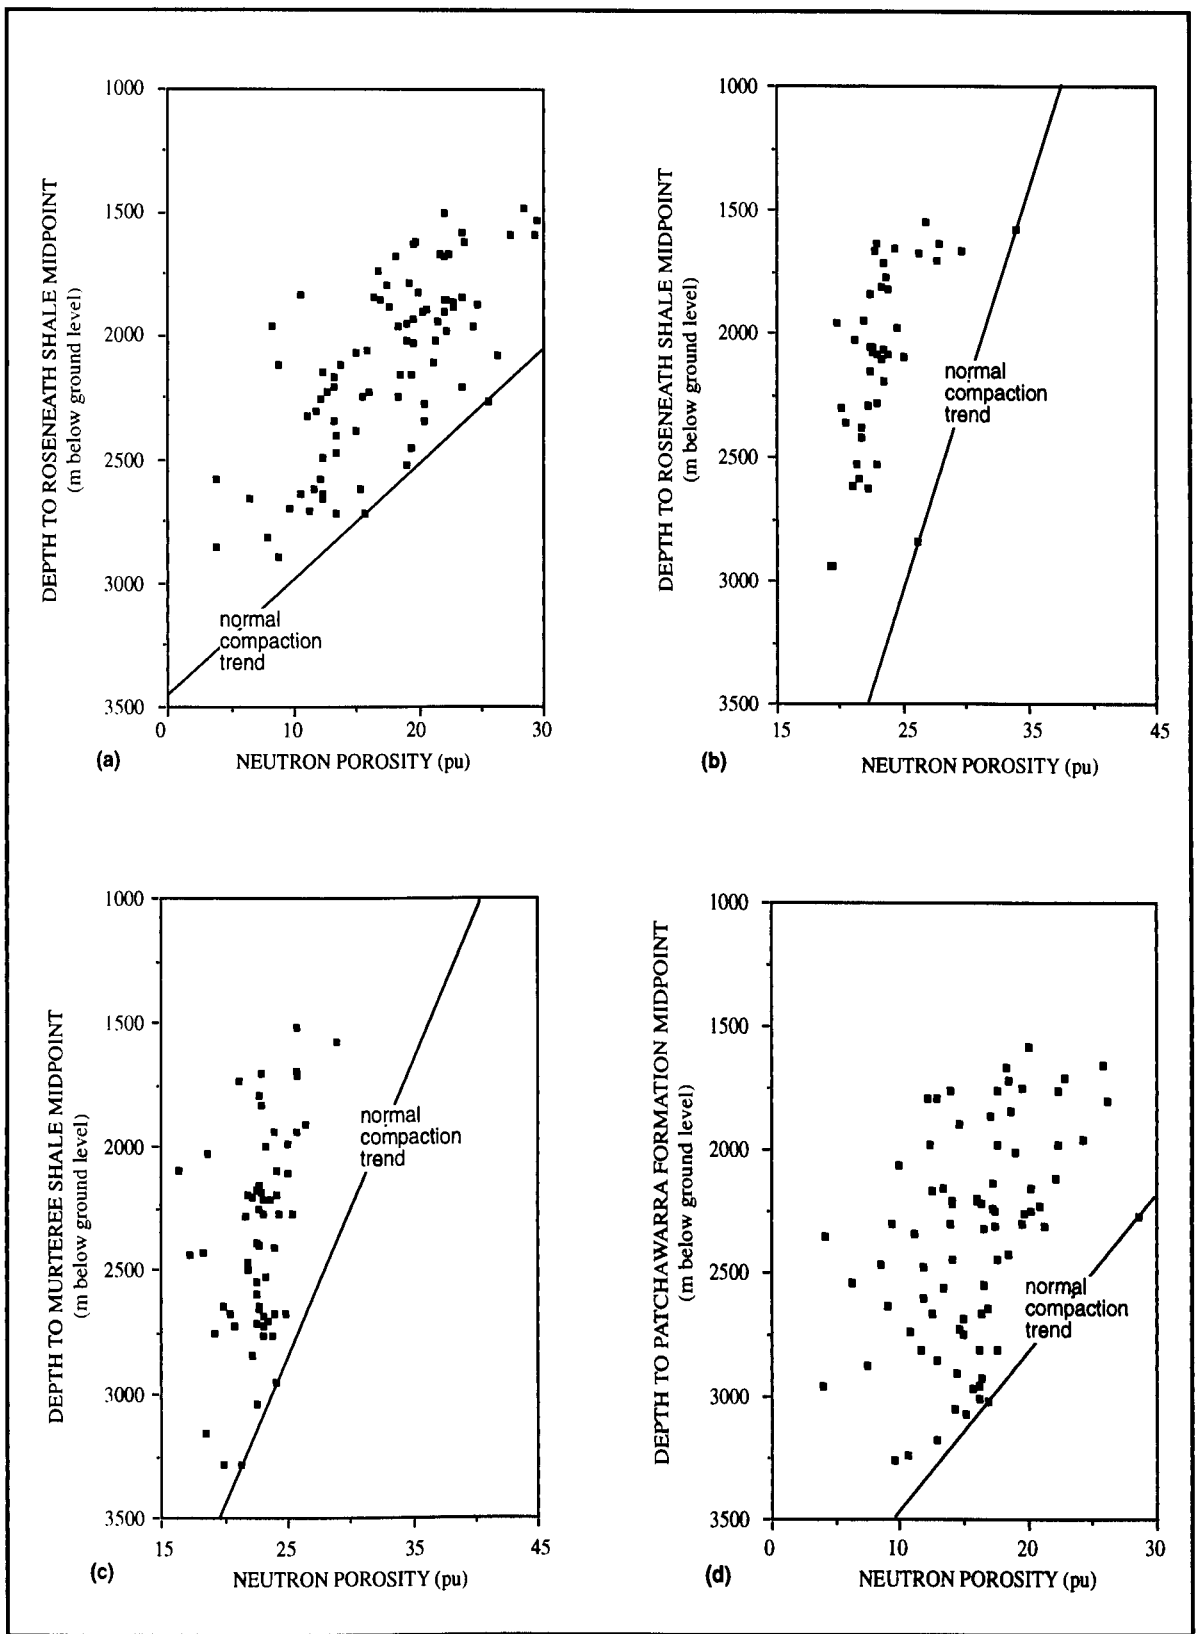 1000
1500
2000
2500
3000
3500
0
10
20
30
DEPTH TO ROSENEATH SHALE MIDPOINT
(m below ground level)
normal
compaction
trend
(a)
NEUTRON POROSITY (pu)
1000
1500
2000
2500
3000
3500
15
25
35
45
DEPTH TO ROSENEATH SHALE MIDPOINT
(m below ground level)
normal
compaction
trend
(b)
NEUTRON POROSITY (pu)
1000
1500
2000
2500
3000
3500
15
25
35
45
DEPTH TO MURTEREE SHALE MIDPOINT
(m below ground level)
normal
compaction
trend
(c)
NEUTRON POROSITY (pu)
1000
1500
2000
2500
3000
3500
0
10
20
30
DEPTH TO PATCHAWARRA FORMATION MIDPOINT
(m below ground level)
normal
compaction
trend
(d)
NEUTRON POROSITY (pu)